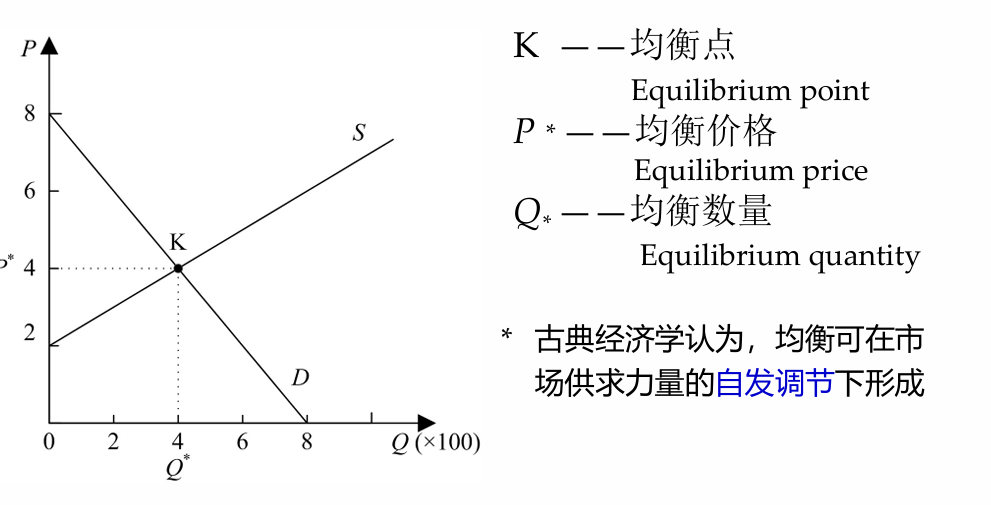 P
8
6
P* 4
2
0 2 4 6 8 Q (×100)
Q*
S
K
D
K ——均衡点
Equilibrium point
P * ——均衡价格
Equilibrium price
Q* ——均衡数量
Equilibrium quantity
* 古典经济学认为，均衡可在市
场供求力量的自发调节下形成